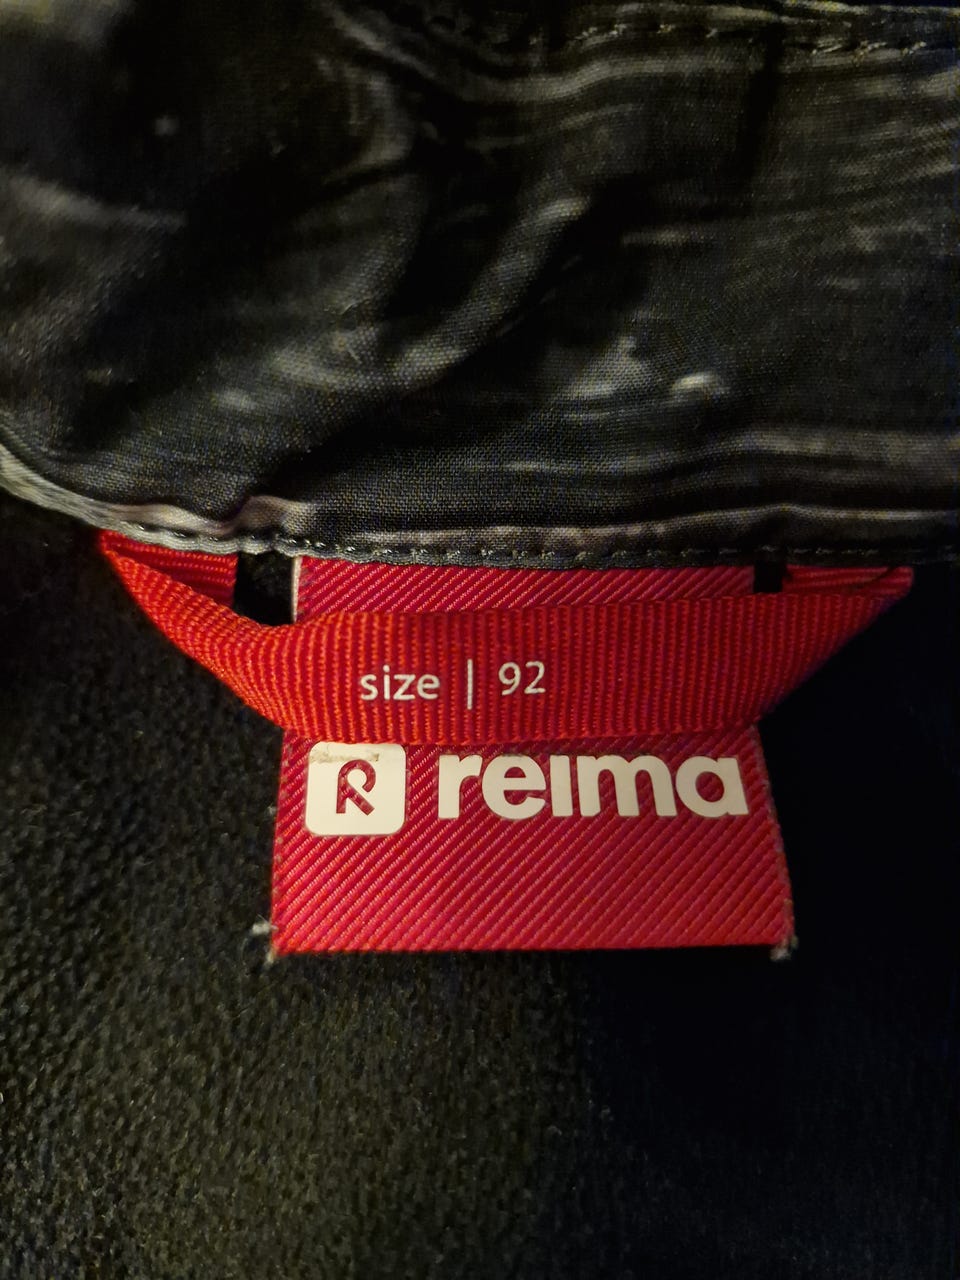 size | 92
R reima